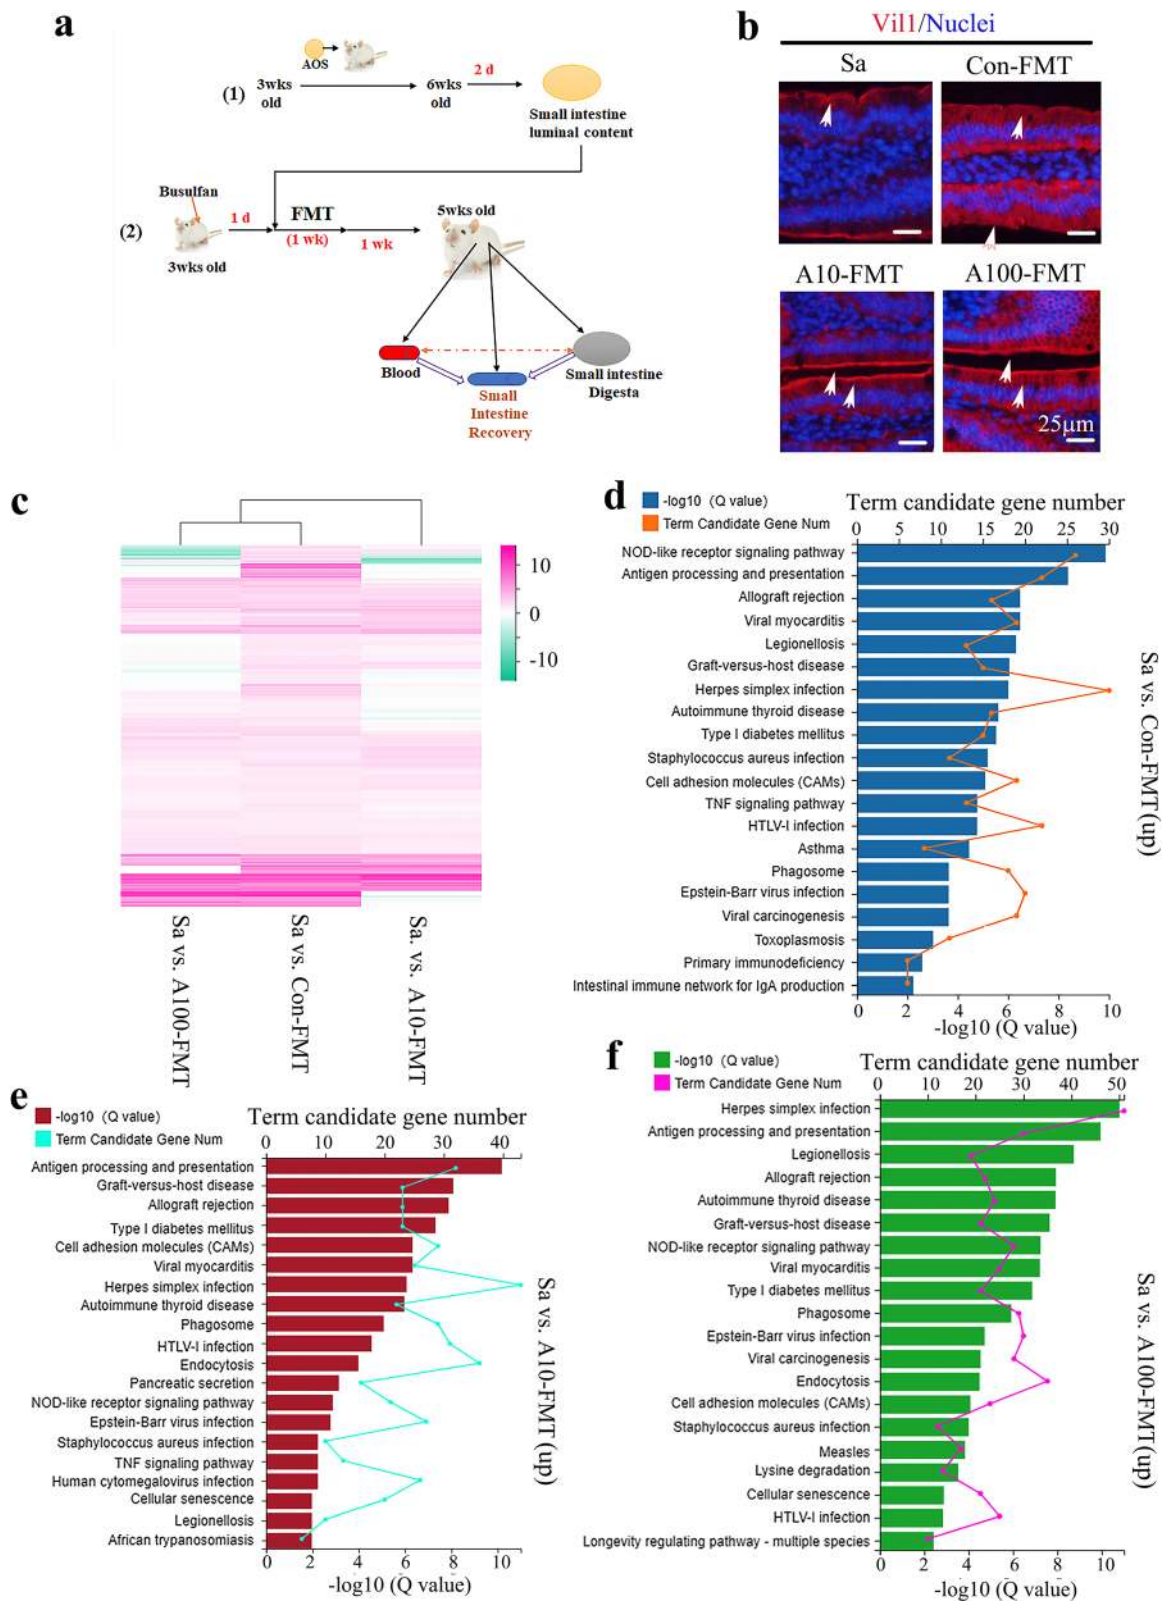 a
AOS
(1)
3wks
old
6wks
old
2 d
Small intestine
luminal content
Busulfan
(2)
1 d
FMT
(1 wk)
1 wk
5wks old
3wks old
Blood
Small intestine
Digesta
Small
Intestine
Recovery
b
Vil1/Nuclei
Sa
Con-FMT
A10-FMT
A100-FMT
25μm
c
10
0
-10
Sa vs. A100-FMT
Sa vs. Con-FMT
Sa. vs. A10-FMT
d
-log10 (Q value)
Term Candidate Gene Num
Term candidate gene number
0 5 10 15 20 25 30
NOD-like receptor signaling pathway
Antigen processing and presentation
Allograft rejection
Viral myocarditis
Legionellosis
Graft-versus-host disease
Herpes simplex infection
Autoimmune thyroid disease
Type I diabetes mellitus
Staphylococcus aureus infection
Cell adhesion molecules (CAMs)
TNF signaling pathway
HTLV-I infection
Asthma
Phagosome
Epstein-Barr virus infection
Viral carcinogenesis
Toxoplasmosis
Primary immunodeficiency
Intestinal immune network for IgA production
0 2 4 6 8 10
-log10 (Q value)
Sa vs. Con-FMT(up)
e
-log10 (Q value)
Term Candidate Gene Num
Term candidate gene number
0 10 20 30 40
Antigen processing and presentation
Graft-versus-host disease
Allograft rejection
Type I diabetes mellitus
Cell adhesion molecules (CAMs)
Viral myocarditis
Herpes simplex infection
Autoimmune thyroid disease
Phagosome
HTLV-I infection
Endocytosis
Pancreatic secretion
NOD-like receptor signaling pathway
Epstein-Barr virus infection
Staphylococcus aureus infection
TNF signaling pathway
Human cytomegalovirus infection
Cellular senescence
Legionellosis
African trypanosomiasis
0 2 4 6 8 10
-log10 (Q value)
Sa vs. A10-FMT(up)
f
-log10 (Q value)
Term Candidate Gene Num
Term candidate gene number
0 10 20 30 40 50
Herpes simplex infection
Antigen processing and presentation
Legionellosis
Allograft rejection
Autoimmune thyroid disease
Graft-versus-host disease
NOD-like receptor signaling pathway
Viral myocarditis
Type I diabetes mellitus
Phagosome
Epstein-Barr virus infection
Viral carcinogenesis
Endocytosis
Cell adhesion molecules (CAMs)
Staphylococcus aureus infection
Measles
Lysine degradation
Cellular senescence
HTLV-I infection
Longevity regulating pathway - multiple species
0 2 4 6 8 10
-log10 (Q value)
Sa vs. A100-FMT(up)